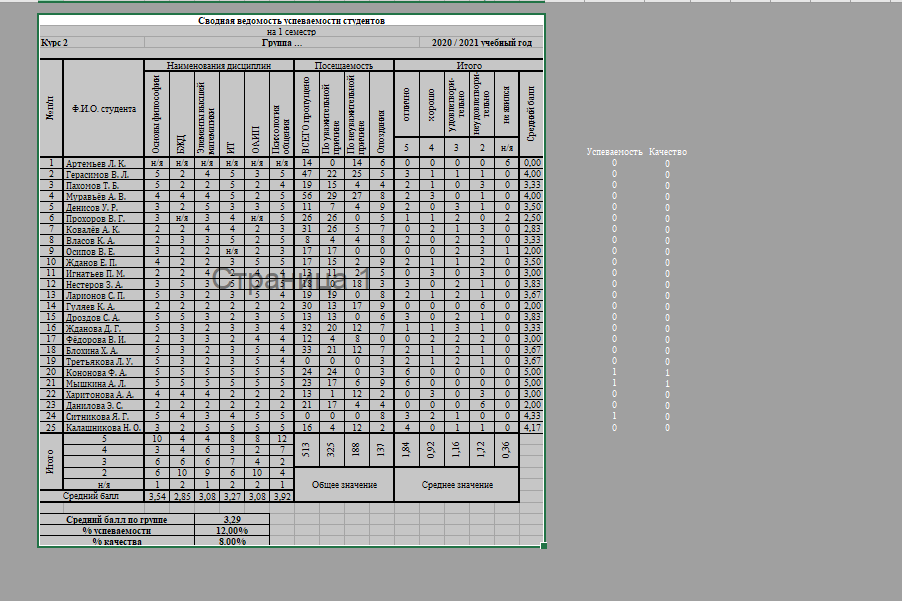 Сводная ведомость успеваемости студентов
на 1 семестр
Курс 2 Группа ... 2020 / 2021 учебный год
№ п/п Ф.И.О. студента Наименования дисциплин Посещаемость Итого
Основы философии БЖД Элементы высшей математики ИТ ОАИП Психология общения ВСЕГО пропущено По уважительной причине По неуважительной причине Опоздания отлично хорошо удовлетворительно неудовлетворительно не явился Средний балл
5 4 3 2 н/я
Успеваемость Качество
1 Артемьев Л. К. н/я н/я н/я н/я н/я н/я 14 0 14 6 0 0 0 0 6 0,00 0 0
2 Герасимов В. Л. 5 2 4 5 3 5 47 22 25 5 3 1 1 1 0 4,00 0 0
3 Пахомов Т. Б. 5 2 2 5 2 4 19 15 4 4 2 1 0 3 0 3,33 0 0
4 Муравьёв А. В. 4 4 4 5 2 5 56 29 27 8 2 3 0 1 0 4,00 0 0
5 Денисов У. Р. 3 2 5 3 3 5 11 7 4 9 2 0 3 1 0 3,50 0 0
6 Прохоров В. Г. 3 н/я 3 4 н/я 5 26 26 0 5 1 1 2 0 2 2,50 0 0
7 Ковалёв А. К. 2 2 4 4 2 3 31 26 5 7 0 2 1 3 0 2,83 0 0
8 Власов К. А. 2 3 3 5 2 5 8 4 4 8 2 0 2 2 0 3,33 0 0
9 Осипов В. Е. 3 2 2 н/я 2 3 17 17 0 0 0 0 2 3 1 2,00 0 0
10 Жданов Е. П. 4 2 2 3 5 5 17 15 2 9 2 1 1 2 0 3,50 0 0
11 Игнатьев П. М. 2 2 4 2 4 4 13 11 2 5 0 3 0 3 0 3,00 0 0
12 Нестеров З. А. 3 5 3 5 2 5 18 0 18 3 3 0 2 1 0 3,83 0 0
13 Ларионов С. П. 5 3 2 3 5 4 19 19 0 8 2 1 2 1 0 3,67 0 0
14 Гуляев К. А. 2 2 2 2 2 2 30 13 17 9 0 0 0 6 0 2,00 0 0
15 Дроздов С. А. 5 5 3 2 3 5 13 13 0 6 3 0 2 1 0 3,83 0 0
16 Жданова Д. Г. 5 3 2 3 3 4 32 20 12 7 1 1 3 1 0 3,33 0 0
17 Фёдорова В. И. 2 3 3 2 4 4 12 4 8 0 0 2 2 2 0 3,00 0 0
18 Блохина Х. А. 5 3 2 3 5 4 33 21 12 7 2 1 2 1 0 3,67 0 0
19 Третьякова Л. У. 5 3 2 3 5 4 0 0 0 3 2 1 2 1 0 3,67 0 0
20 Кононова Ф. А. 5 5 5 5 5 5 24 24 0 3 6 0 0 0 0 5,00 1 1
21 Мышкина А. Л. 5 5 5 5 5 5 23 17 6 9 6 0 0 0 0 5,00 1 1
22 Харитонова А. А. 4 4 4 2 2 2 13 1 12 2 0 3 0 3 0 3,00 0 0
23 Данилова Э. С. 2 2 2 2 2 2 21 17 4 4 0 0 0 6 0 2,00 0 0
24 Ситникова Я. Г. 5 4 3 4 5 5 0 0 0 8 3 2 1 0 0 4,33 1 0
25 Калашникова Н. О. 3 2 5 5 5 5 16 4 12 2 4 0 1 1 0 4,17 0 0
Страница 1
Итого 5 10 4 4 8 8 12 513 325 188 137 1,84 0,92 1,16 1,72 0,36
4 3 4 6 3 2 7
3 6 6 6 7 4 2
2 6 10 9 6 10 4 Общее значение Среднее значение
н/я 1 2 1 2 2 1
Средний балл 3,54 2,85 3,08 3,27 3,08 3,92
Средний балл по группе 3,29
% успеваемости 12,00%
% качества 8,00%